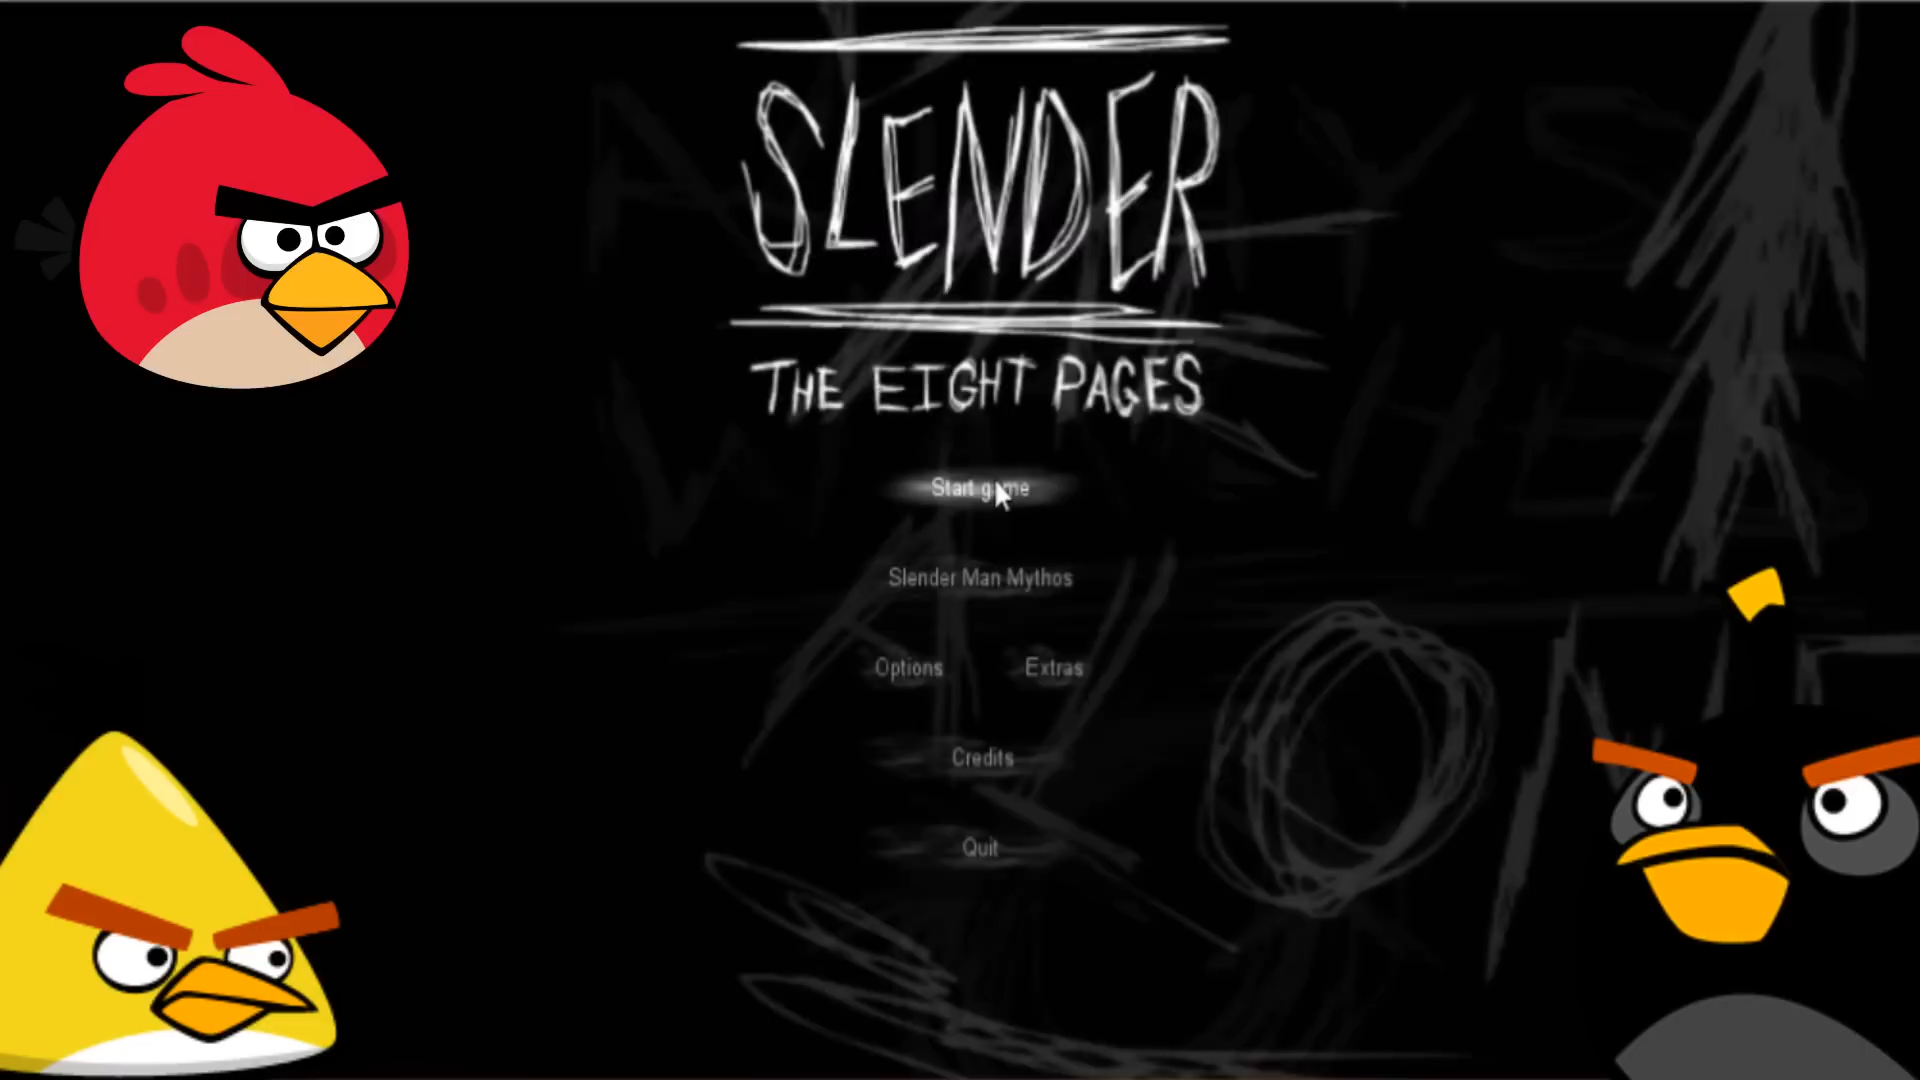 SLENDER
THE EIGHT PAGES
Start game
Slender Man Mythos
Options Extras
Credits
Quit